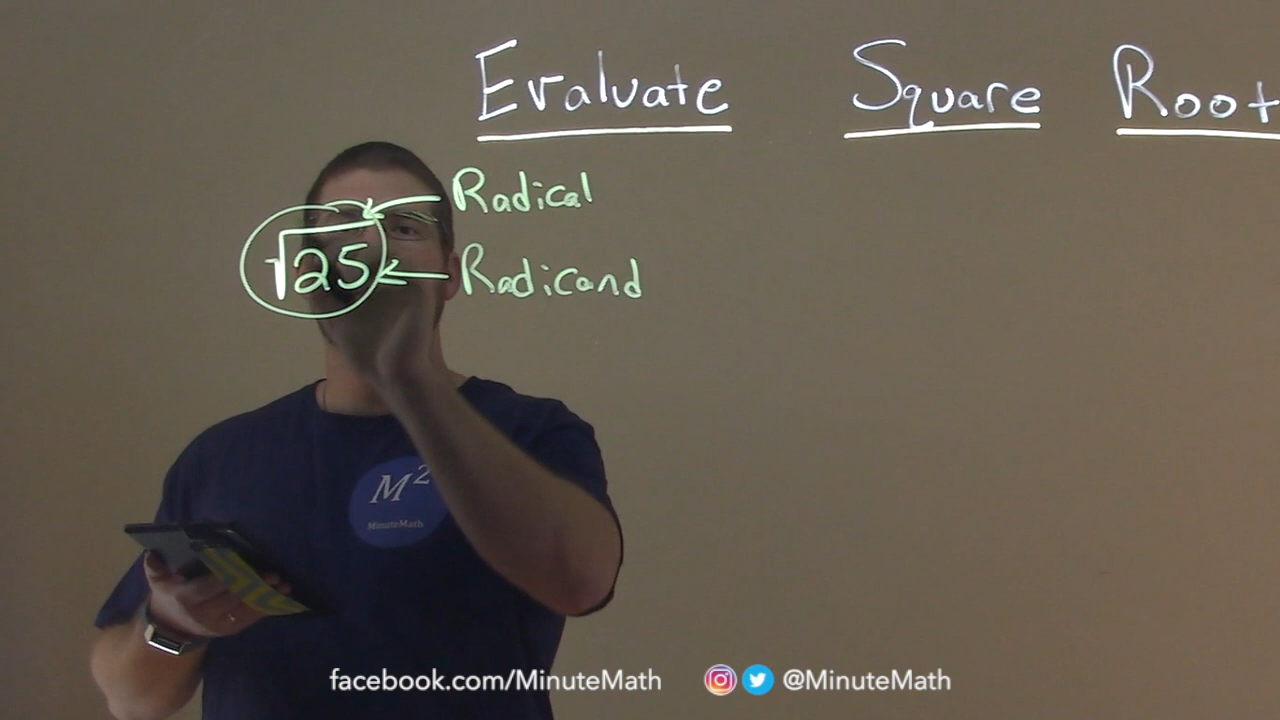 Evaluate Square Root
Radical
√25
Radicand
M²
MinuteMath
facebook.com/MinuteMath @MinuteMath